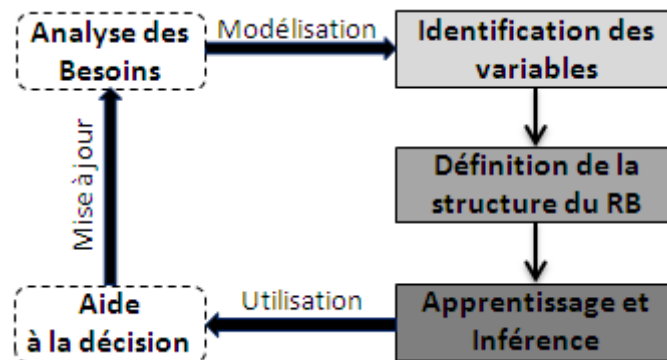 Analyse des
Besoins
Modélisation
Identification des
variables
Définition de la
structure du RB
Apprentissage et
Inférence
Utilisation
Aide
à la décision
Mise à jour